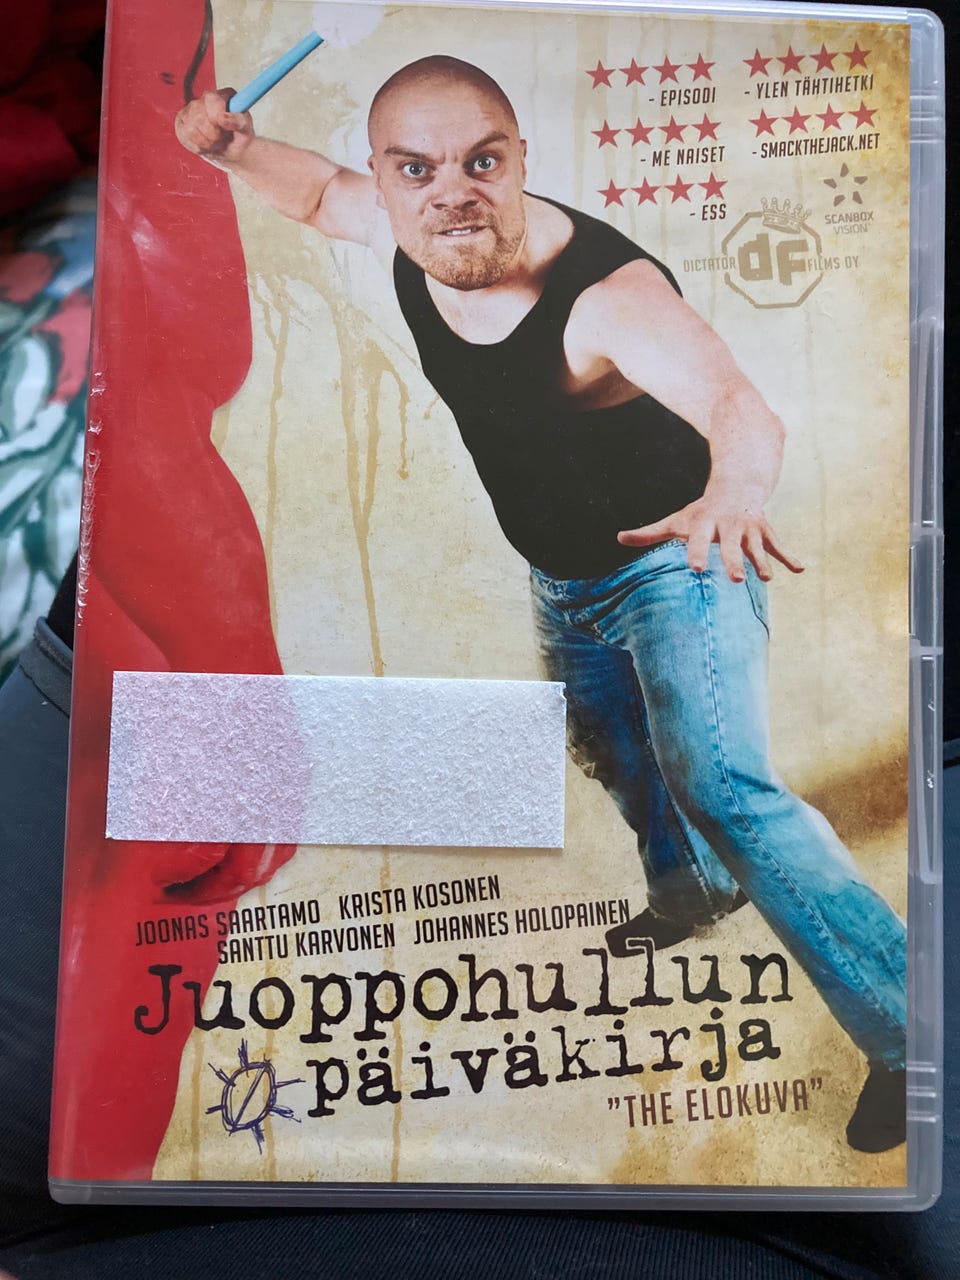 - EPISODI
- YLEN TÄHTIHETKI
- ME NAISET
- SMACKTHEJACK.NET
- ESS
SCANBOX
VISION
DICTATOR dF FILMS OY
JOONAS SAARTAMO KRISTA KOSONEN
SANTTU KARVONEN JOHANNES HOLOPAINEN
Juoppohullun
päiväkirja
"THE ELOKUVA"